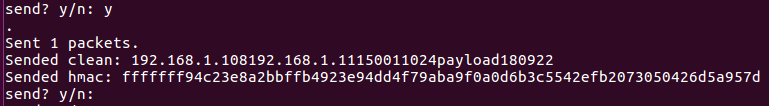 send? y/n: y
.
Sent 1 packets.
Sended clean: 192.168.1.108192.168.1.11150011024payload180922
Sended hmac: fffffff94c23e8a2bbffb4923e94dd4f79aba9f0a0d6b3c5542efb2073050426d5a957d
send? y/n: